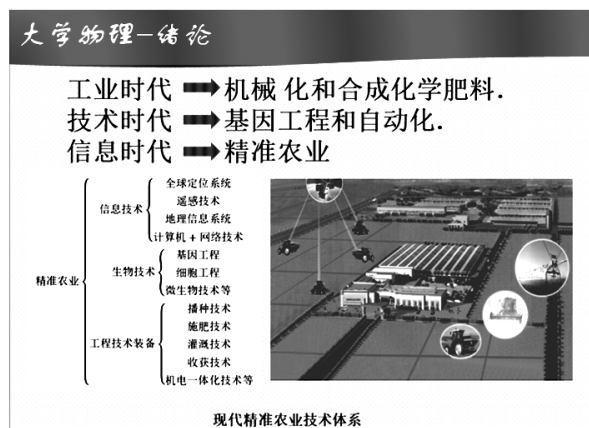 大学物理-绪论
工业时代 ➡ 机械 化和合成化学肥料.
技术时代 ➡ 基因工程和自动化.
信息时代 ➡ 精准农业
精准农业
信息技术
全球定位系统
遥感技术
地理信息系统
计算机 + 网络技术
生物技术
基因工程
细胞工程
微生物技术等
工程技术装备
播种技术
施肥技术
灌溉技术
收获技术
机电一体化技术等
现代精准农业技术体系